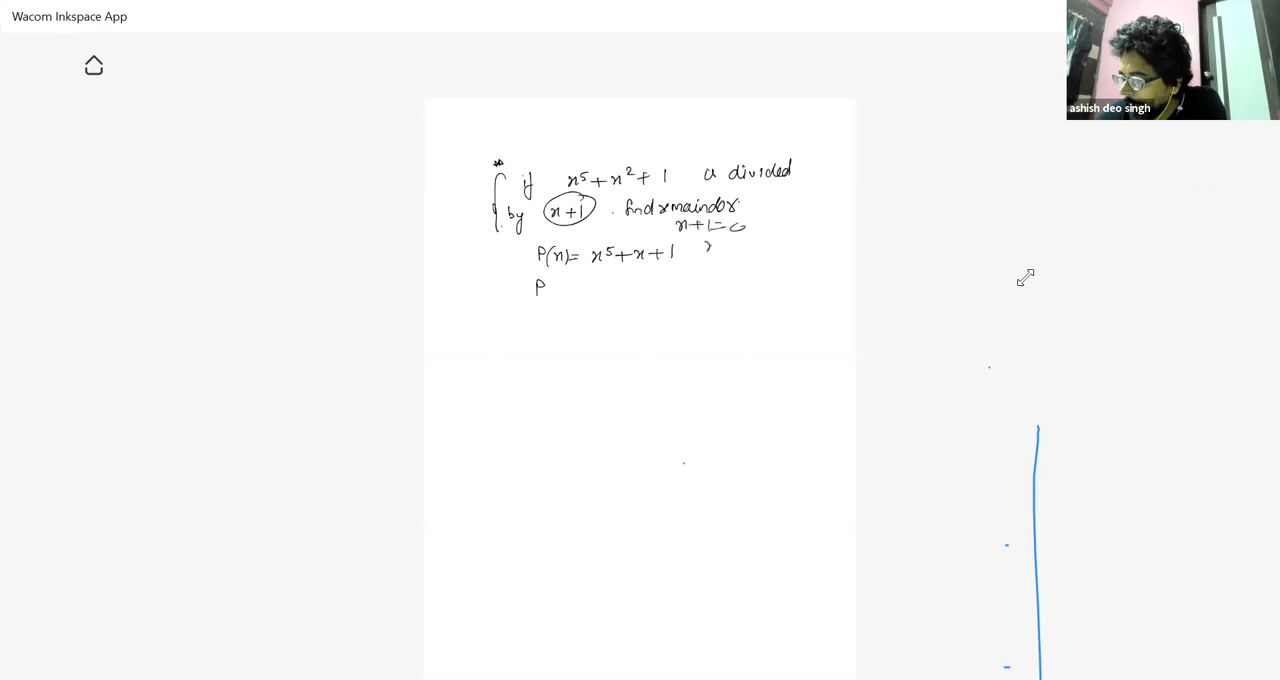 Wacom Inkspace App
ashish deo singh
* if x⁵+x²+1 is divided
by x+1 . find remainder.
x+1=0
P(x)= x⁵+x+1 x
P